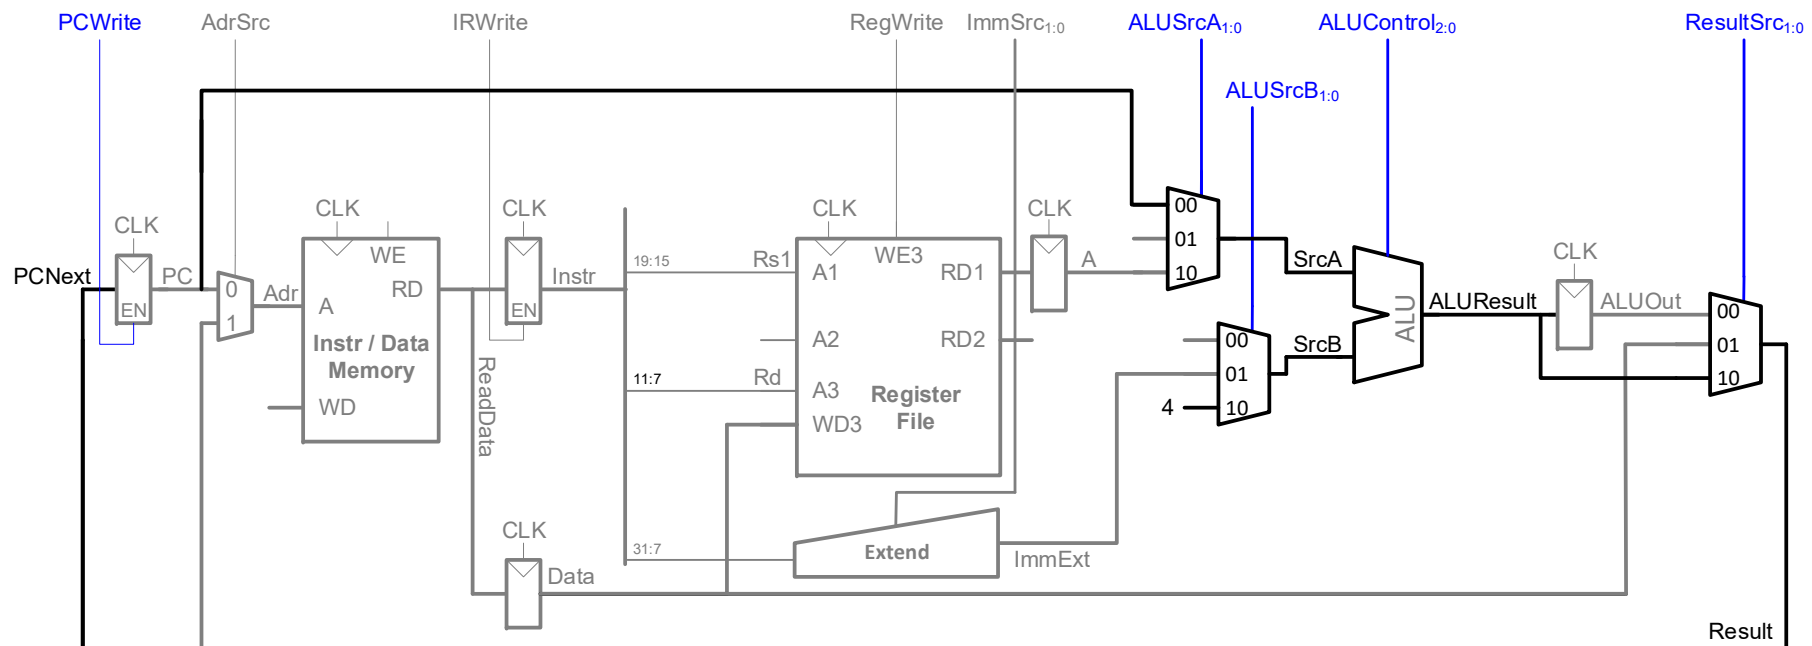 PCWrite AdrSrc IRWrite RegWrite ImmSrc1:0 ALUSrcA1:0 ALUControl2:0 ResultSrc1:0
ALUSrcB1:0
CLK CLK CLK CLK CLK CLK
00
01
10
WE WE3
PCNext PC 0 Adr RD Instr 19:15 Rs1 A1 RD1 A SrcA
EN 1 A EN
ALU ALUResult ALUOut 00
01
10
Instr / Data
Memory
A2 RD2 00 SrcB
01
4 10
WD ReadData 11:7 Rd A3 Register
File
WD3
CLK
31:7 Extend ImmExt
Data
Result